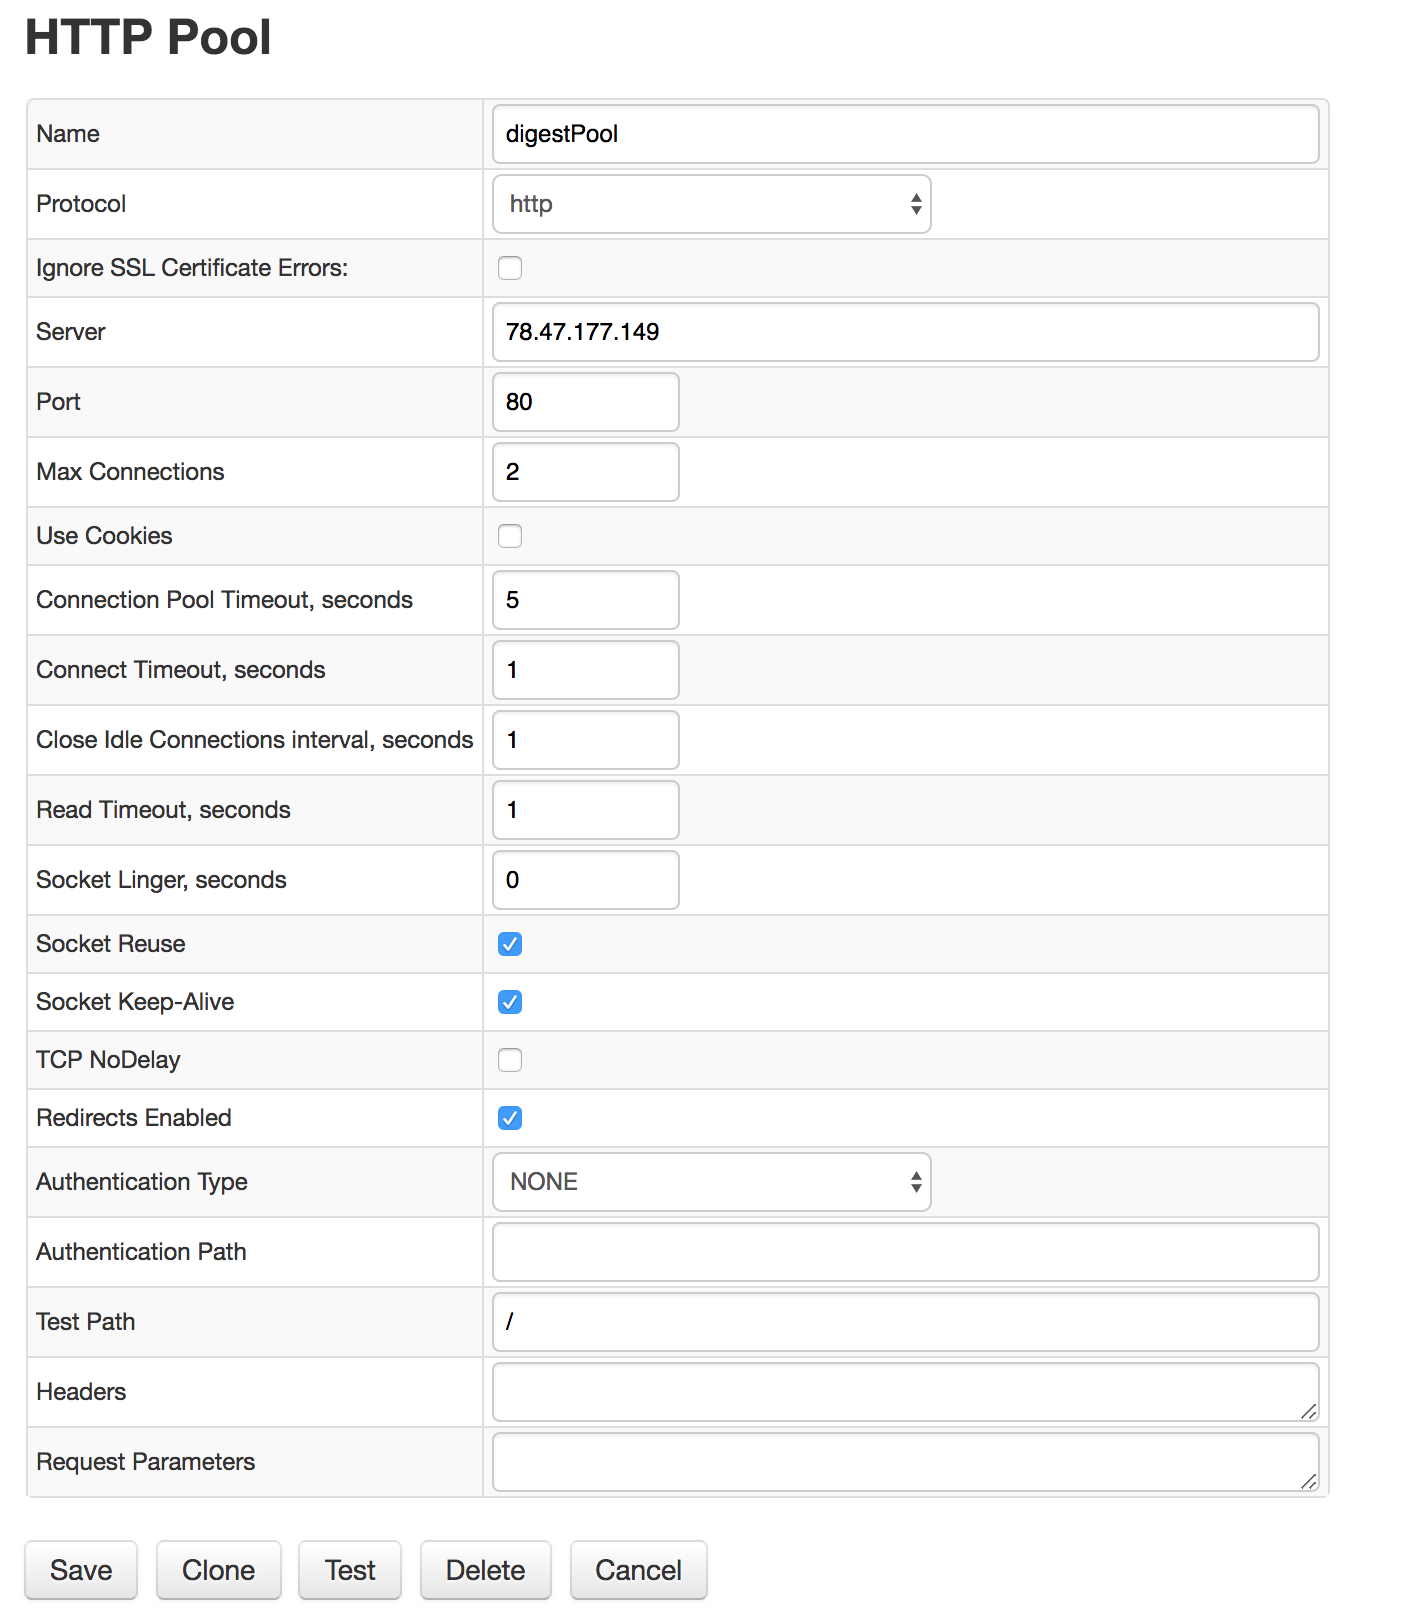 HTTP Pool
Name digestPool
Protocol http
Ignore SSL Certificate Errors:
Server 78.47.177.149
Port 80
Max Connections 2
Use Cookies
Connection Pool Timeout, seconds 5
Connect Timeout, seconds 1
Close Idle Connections interval, seconds 1
Read Timeout, seconds 1
Socket Linger, seconds 0
Socket Reuse
Socket Keep-Alive
TCP NoDelay
Redirects Enabled
Authentication Type NONE
Authentication Path
Test Path /
Headers
Request Parameters
Save Clone Test Delete Cancel